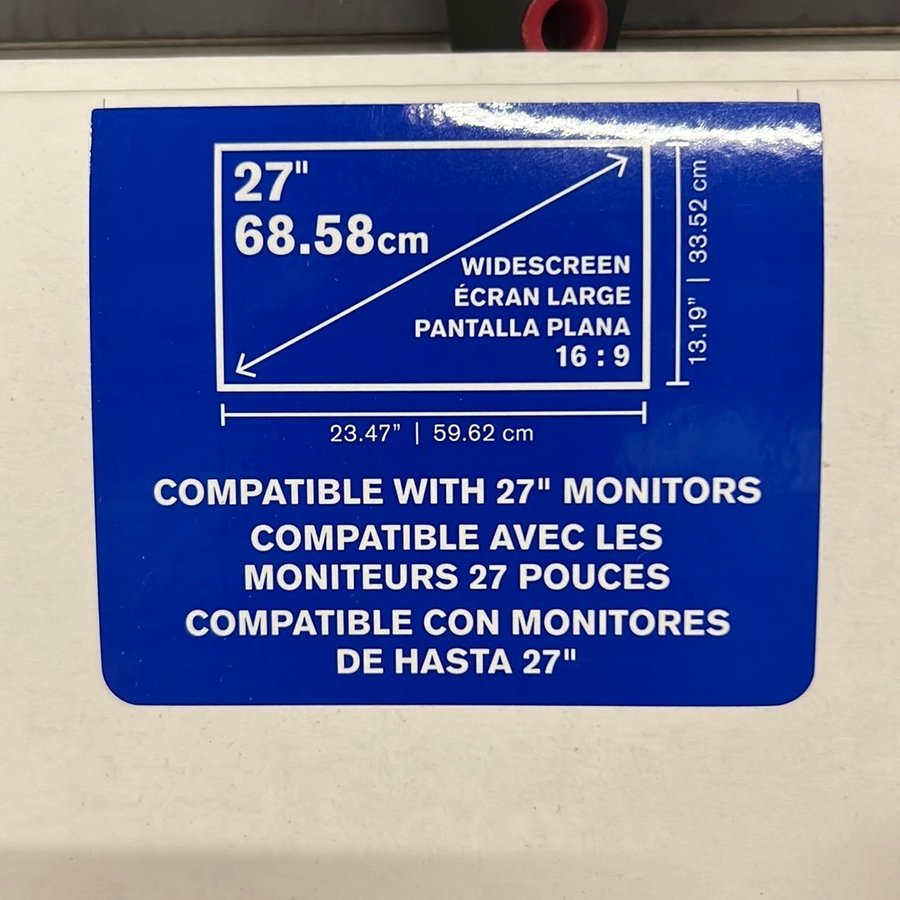 27"
68.58cm
WIDESCREEN
ÉCRAN LARGE
PANTALLA PLANA
16 : 9
13.19” | 33.52 cm
23.47” | 59.62 cm
COMPATIBLE WITH 27" MONITORS
COMPATIBLE AVEC LES
MONITEURS 27 POUCES
COMPATIBLE CON MONITORES
DE HASTA 27"